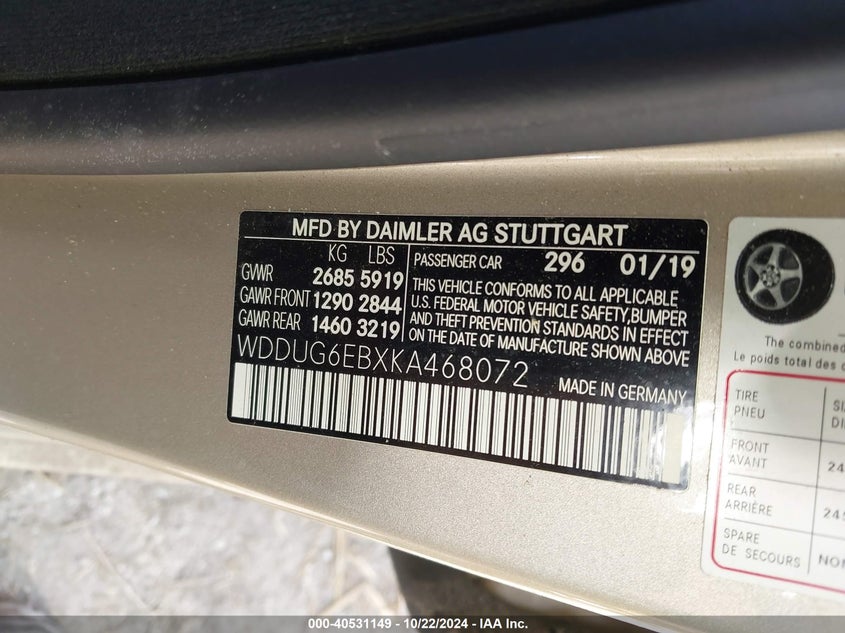 MFD BY DAIMLER AG STUTTGART
KG LBS
GVWR 2685 5919
GAWR FRONT 1290 2844
GAWR REAR 1460 3219
PASSENGER CAR 296 01/19
THIS VEHICLE CONFORMS TO ALL APPLICABLE
U.S. FEDERAL MOTOR VEHICLE SAFETY, BUMPER
AND THEFT PREVENTION STANDARDS IN EFFECT
ON THE DATE OF MANUFACTURE SHOWN ABOVE
WDDUG6EBXKA468072
MADE IN GERMANY
The combined
Le poids total des
TIRE
PNEU
FRONT
AVANT
REAR
ARRIÈRE
SPARE
DE SECOURS
000-40531149 - 10/22/2024 - IAA Inc.